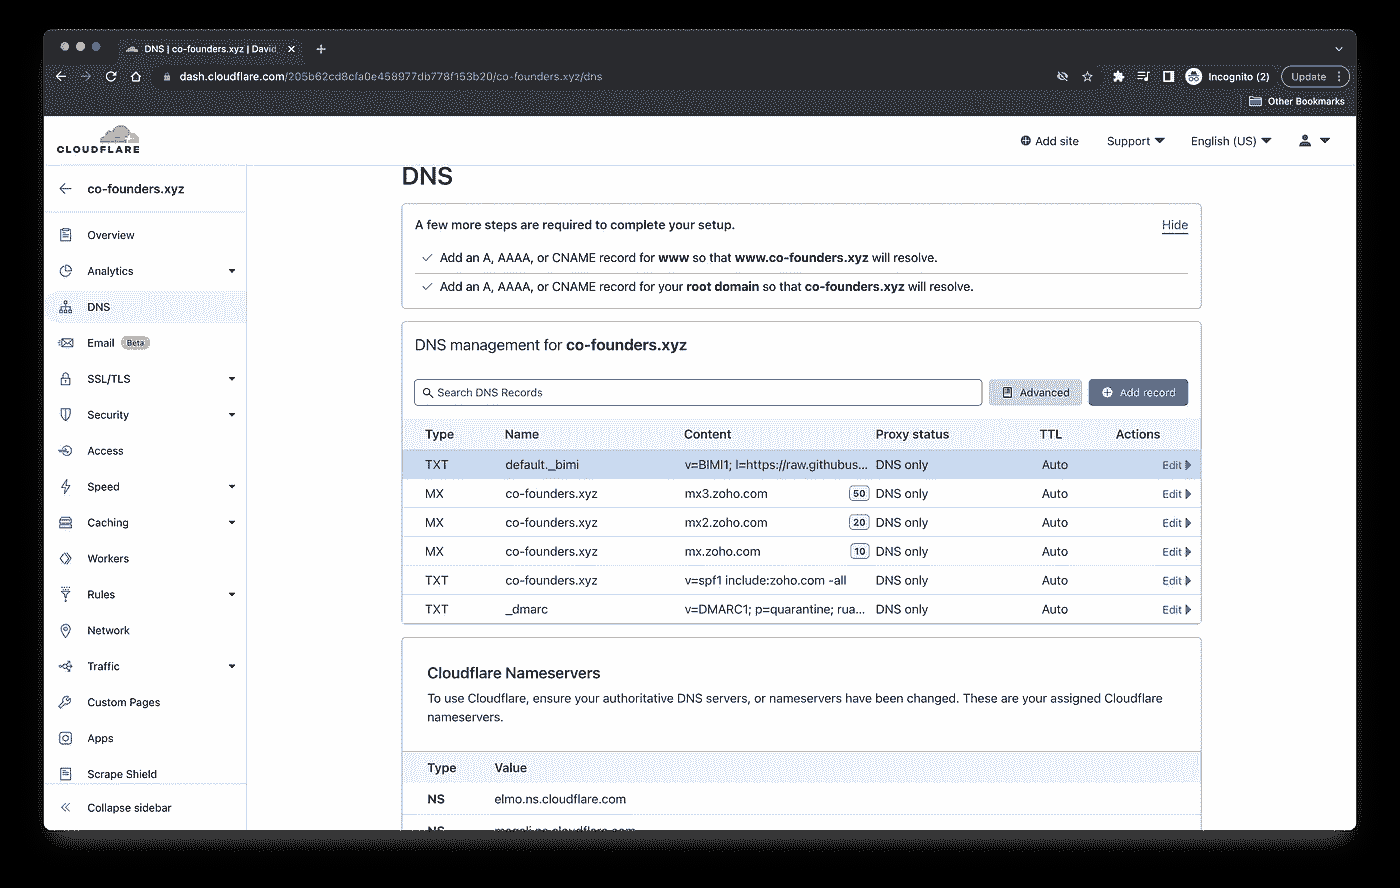 DNS | co-founders.xyz | David
dash.cloudflare.com/205b62cd8cfa0e458977db778f153b20/co-founders.xyz/dns
Incognito (2)
Update
Other Bookmarks
CLOUDFLARE
Add site
Support
English (US)
co-founders.xyz
Overview
Analytics
DNS
Email Beta
SSL/TLS
Security
Access
Speed
Caching
Workers
Rules
Network
Traffic
Custom Pages
Apps
Scrape Shield
Collapse sidebar
DNS
A few more steps are required to complete your setup.
Hide
Add an A, AAAA, or CNAME record for www so that www.co-founders.xyz will resolve.
Add an A, AAAA, or CNAME record for your root domain so that co-founders.xyz will resolve.
DNS management for co-founders.xyz
Search DNS Records
Advanced
Add record
Type Name Content Proxy status TTL Actions
TXT default._bimi v=BIMI1; l=https://raw.githubus... DNS only Auto Edit
MX co-founders.xyz mx3.zoho.com 50 DNS only Auto Edit
MX co-founders.xyz mx2.zoho.com 20 DNS only Auto Edit
MX co-founders.xyz mx.zoho.com 10 DNS only Auto Edit
TXT co-founders.xyz v=spf1 include:zoho.com -all DNS only Auto Edit
TXT _dmarc v=DMARC1; p=quarantine; rua... DNS only Auto Edit
Cloudflare Nameservers
To use Cloudflare, ensure your authoritative DNS servers, or nameservers have been changed. These are your assigned Cloudflare
nameservers.
Type Value
NS elmo.ns.cloudflare.com
NS